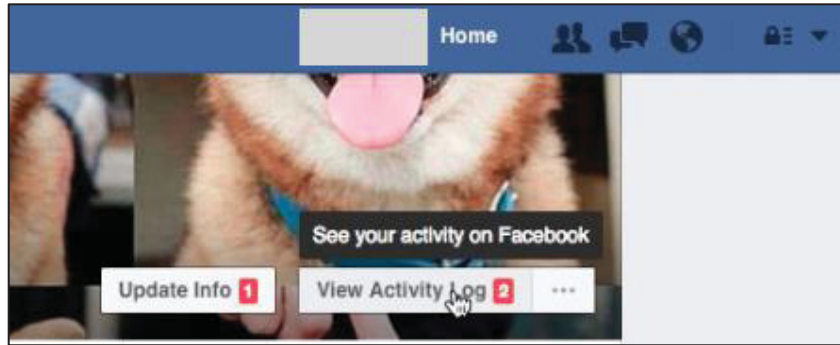 Home
See your activity on Facebook
Update Info 1
View Activity Log 2 ...